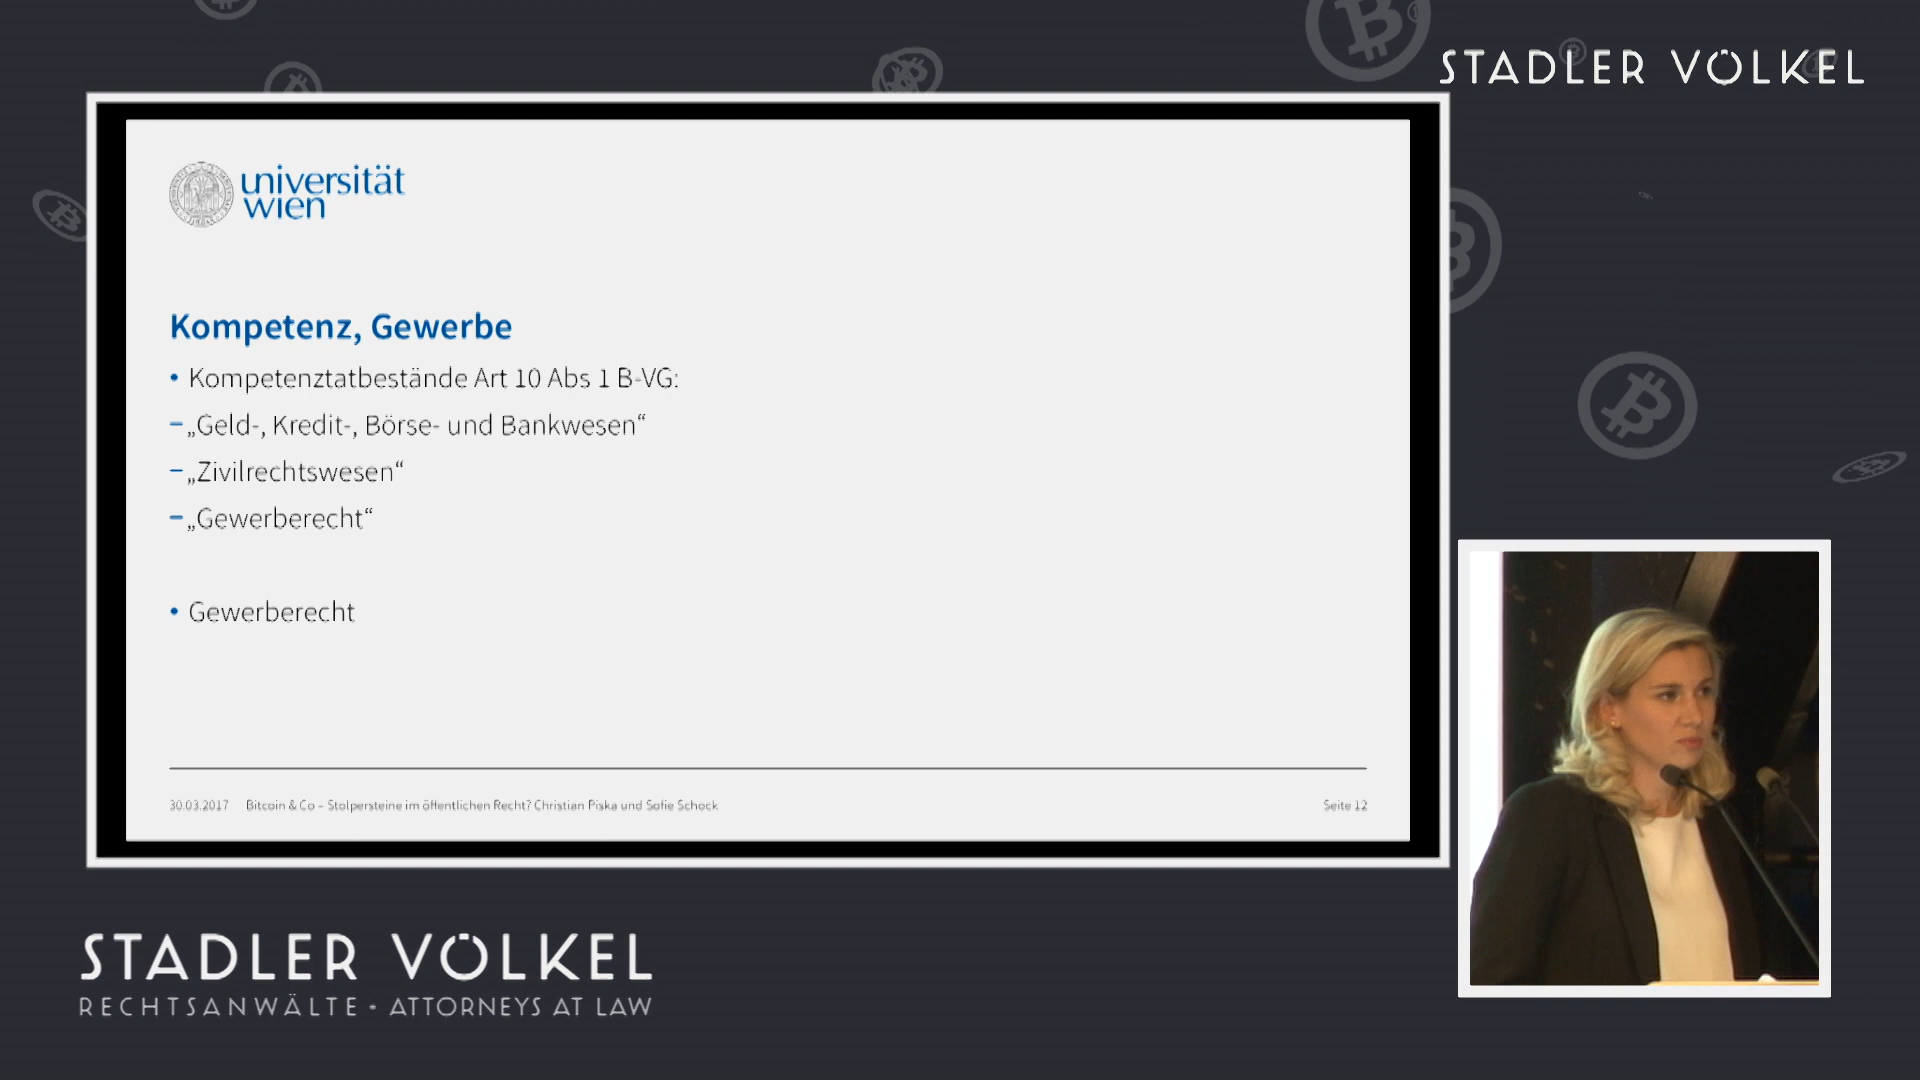 STADLER VÖLKEL
universität
wien
Kompetenz, Gewerbe
• Kompetenztatbestände Art 10 Abs 1 B-VG:
– „Geld-, Kredit-, Börse- und Bankwesen“
– „Zivilrechtswesen“
– „Gewerberecht“
• Gewerberecht
30.03.2017 Bitcoin & Co – Stolpersteine im öffentlichen Recht? Christian Piska und Sofie Schock Seite 12
STADLER VÖLKEL
RECHTSANWÄLTE • ATTORNEYS AT LAW